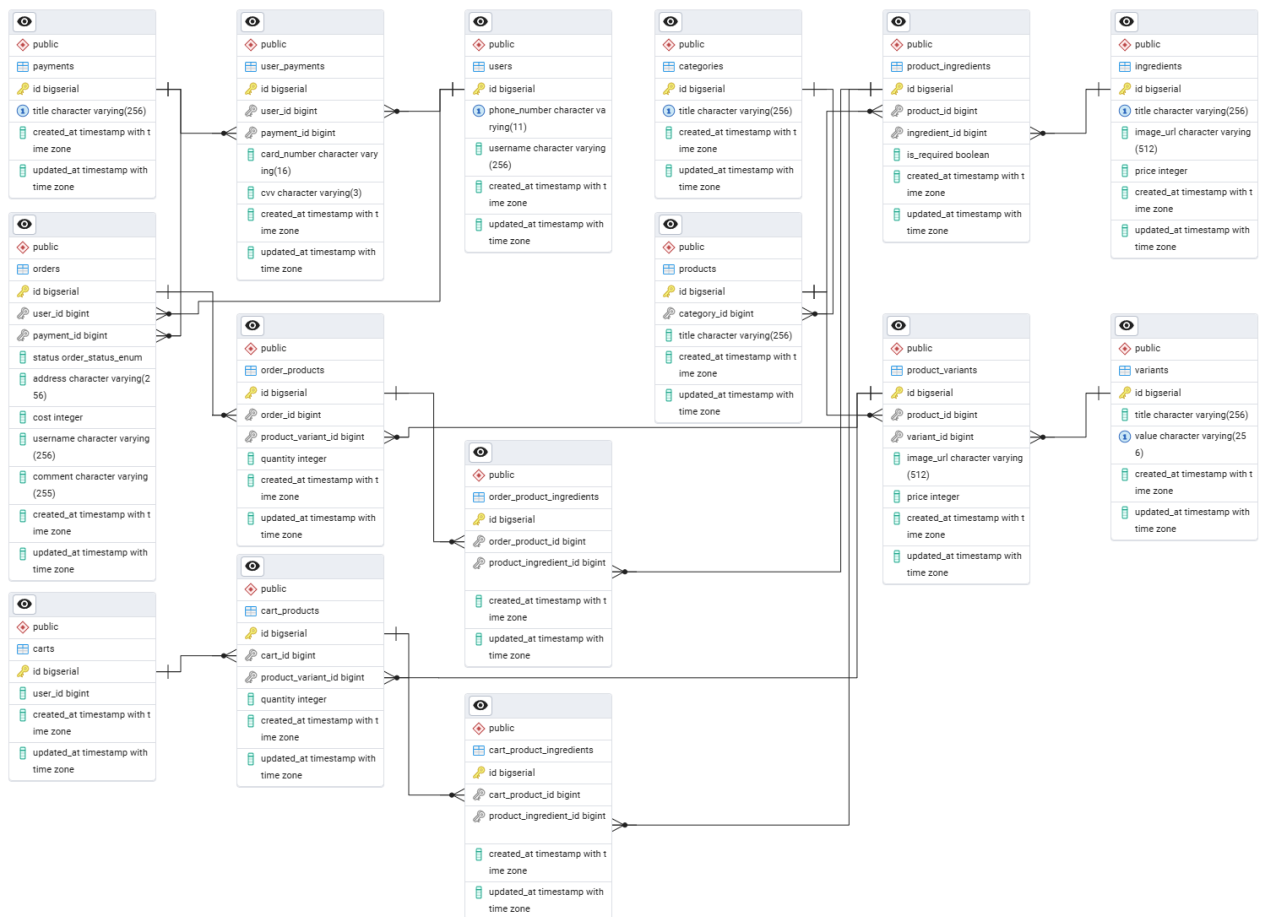 public
payments
id bigserial
title character varying(256)
created_at timestamp with t
ime zone
updated_at timestamp with
time zone
public
user_payments
id bigserial
user_id bigint
payment_id bigint
card_number character vary
ing(16)
cvv character varying(3)
created_at timestamp with t
ime zone
updated_at timestamp with
time zone
public
users
id bigserial
phone_number character va
rying(11)
username character varying
(256)
created_at timestamp with t
ime zone
updated_at timestamp with
time zone
public
categories
id bigserial
title character varying(256)
created_at timestamp with t
ime zone
updated_at timestamp with
time zone
public
product_ingredients
id bigserial
product_id bigint
ingredient_id bigint
is_required boolean
created_at timestamp with t
ime zone
updated_at timestamp with
time zone
public
ingredients
id bigserial
title character varying(256)
image_url character varying
(512)
price integer
created_at timestamp with t
ime zone
updated_at timestamp with
time zone
public
orders
id bigserial
user_id bigint
payment_id bigint
status order_status_enum
address character varying(2
56)
cost integer
username character varying
(256)
comment character varying
(255)
created_at timestamp with t
ime zone
updated_at timestamp with
time zone
public
order_products
id bigserial
order_id bigint
product_variant_id bigint
quantity integer
created_at timestamp with t
ime zone
updated_at timestamp with
time zone
public
products
id bigserial
category_id bigint
title character varying(256)
created_at timestamp with t
ime zone
updated_at timestamp with
time zone
public
product_variants
id bigserial
product_id bigint
variant_id bigint
image_url character varying
(512)
price integer
created_at timestamp with t
ime zone
updated_at timestamp with
time zone
public
variants
id bigserial
title character varying(256)
value character varying(25
6)
created_at timestamp with t
ime zone
updated_at timestamp with
time zone
public
order_product_ingredients
id bigserial
order_product_id bigint
product_ingredient_id bigint
created_at timestamp with t
ime zone
updated_at timestamp with
time zone
public
carts
id bigserial
user_id bigint
created_at timestamp with t
ime zone
updated_at timestamp with
time zone
public
cart_products
id bigserial
cart_id bigint
product_variant_id bigint
quantity integer
created_at timestamp with t
ime zone
updated_at timestamp with
time zone
public
cart_product_ingredients
id bigserial
cart_product_id bigint
product_ingredient_id bigint
created_at timestamp with t
ime zone
updated_at timestamp with
time zone